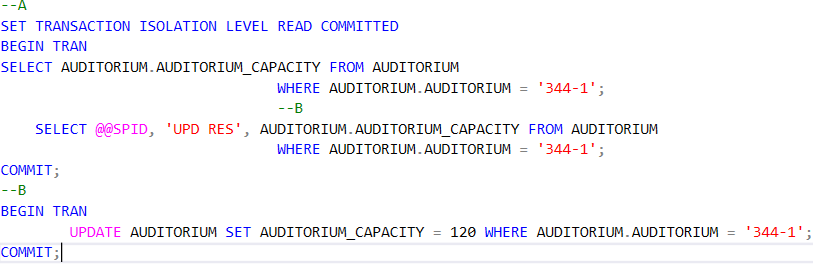 --A
SET TRANSACTION ISOLATION LEVEL READ COMMITTED
BEGIN TRAN
SELECT AUDITORIUM.AUDITORIUM_CAPACITY FROM AUDITORIUM
WHERE AUDITORIUM.AUDITORIUM = '344-1';
--B
SELECT @@SPID, 'UPD RES', AUDITORIUM.AUDITORIUM_CAPACITY FROM AUDITORIUM
WHERE AUDITORIUM.AUDITORIUM = '344-1';
COMMIT;
--B
BEGIN TRAN
UPDATE AUDITORIUM SET AUDITORIUM_CAPACITY = 120 WHERE AUDITORIUM.AUDITORIUM = '344-1';
COMMIT;